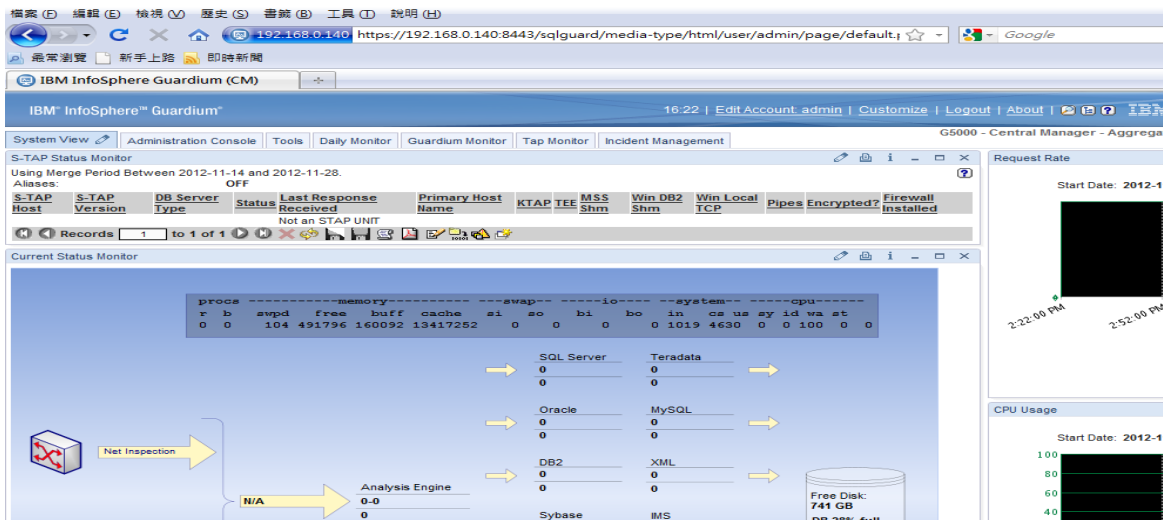 檔案 (F) 編輯 (E) 檢視 (V) 歷史 (S) 書籤 (B) 工具 (T) 說明 (H)
192.168.0.140 https://192.168.0.140:8443/sqlguard/media-type/html/user/admin/page/default. Google
最常瀏覽 新手上路 即時新聞
IBM InfoSphere Guardium (CM)
IBM® InfoSphere™ Guardium® 16:22 | Edit Account: admin | Customize | Logout | About | IBM
G5000 - Central Manager - Aggrega
System View Administration Console Tools Daily Monitor Guardium Monitor Tap Monitor Incident Management
S-TAP Status Monitor
Using Merge Period Between 2012-11-14 and 2012-11-28.
Aliases: OFF
S-TAP Host S-TAP Version DB Server Type Status Last Response Received Primary Host Name KTAP TEE MSS Shm Win DB2 Shm Win Local TCP Pipes Encrypted? Firewall Installed
Not an STAP UNIT
Records 1 to 1 of 1
Current Status Monitor
procs -----------memory---------- ---swap-- -----io---- --system-- -----cpu------
r b swpd free buff cache si so bi bo in cs us sy id wa st
0 0 104 491796 160092 13417252 0 0 0 0 1019 4630 0 0 100 0 0
SQL Server Teradata
0 0
0 0
Oracle MySQL
0 0
0 0
Net Inspection
DB2 XML
0 0
0 0
N/A
Analysis Engine
0-0
0
Sybase IMS
Free Disk:
741 GB
DB 28% full
Request Rate
Start Date: 2012-1
2:22:00 PM 2:52:00 PM
CPU Usage
Start Date: 2012-1
100
80
60
40